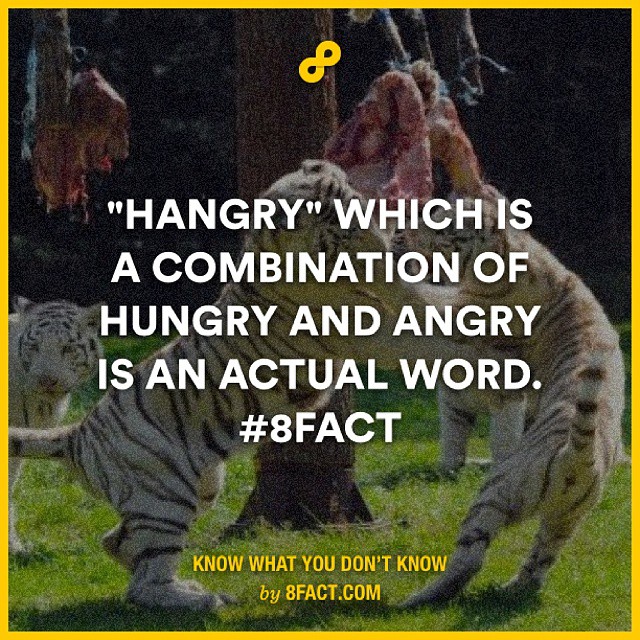 "HANGRY" WHICH IS
A COMBINATION OF
HUNGRY AND ANGRY
IS AN ACTUAL WORD.
#8FACT
KNOW WHAT YOU DON'T KNOW
by 8FACT.COM